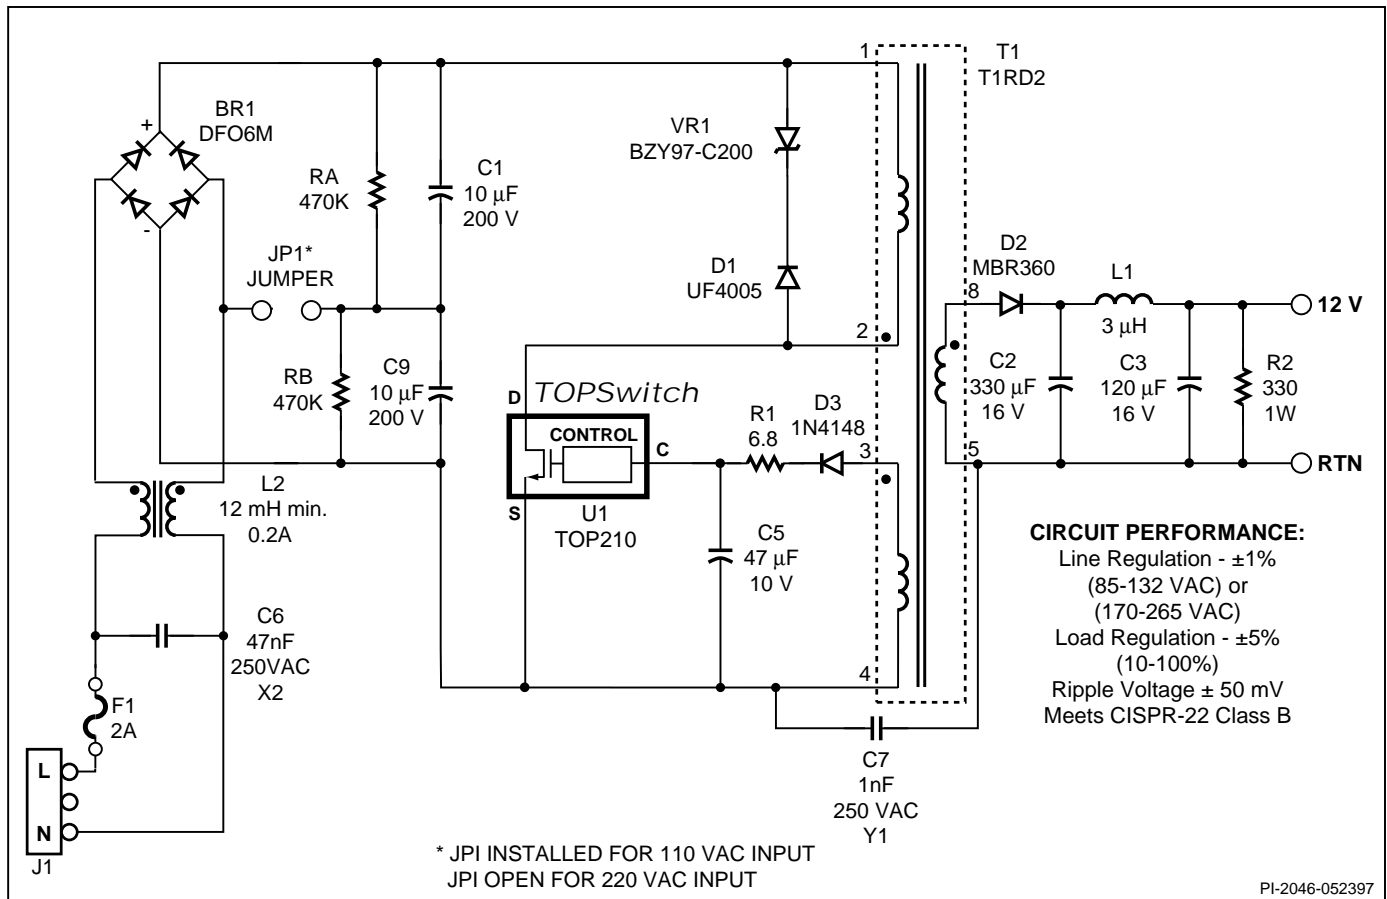 1
T1
T1RD2
BR1
DFO6M
+
-
VR1
BZY97-C200
RA
470K
C1
10 µF
200 V
JP1*
JUMPER
D1
UF4005
D2
MBR360
L1
8
3 µH
12 V
2
RB
470K
C9
10 µF
200 V
C2
330 µF
16 V
C3
120 µF
16 V
R2
330
1W
D
TOPSwitch
CONTROL
C
S
U1
TOP210
R1
6.8
D3
1N4148
3
5
RTN
L2
12 mH min.
0.2A
C5
47 µF
10 V
CIRCUIT PERFORMANCE:
Line Regulation - ±1%
(85-132 VAC) or
(170-265 VAC)
Load Regulation - ±5%
(10-100%)
Ripple Voltage ± 50 mV
Meets CISPR-22 Class B
C6
47nF
250VAC
X2
4
F1
2A
L
N
J1
C7
1nF
250 VAC
Y1
* JPI INSTALLED FOR 110 VAC INPUT
JPI OPEN FOR 220 VAC INPUT
PI-2046-052397